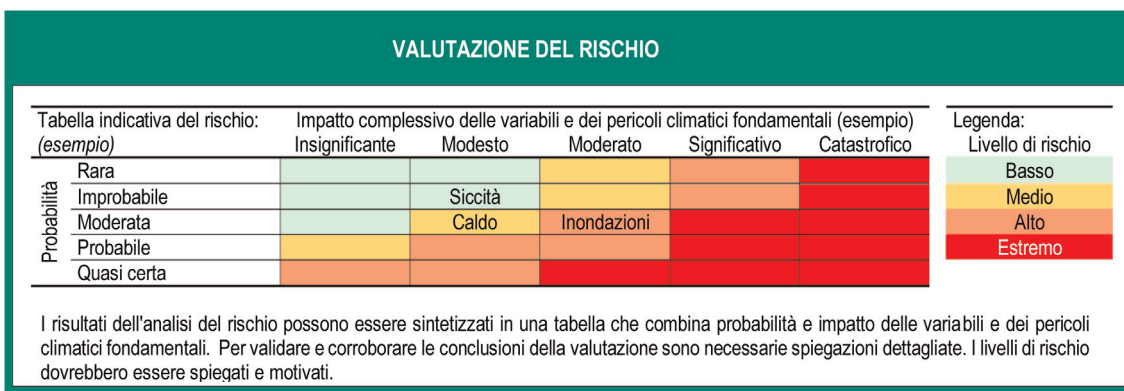 VALUTAZIONE DEL RISCHIO
Tabella indicativa del rischio: Impatto complessivo delle variabili e dei pericoli climatici fondamentali (esempio) Legenda:
(esempio) Insignificante Modesto Moderato Significativo Catastrofico Livello di rischio
Probabilità
Rara Basso
Improbabile Siccità Medio
Moderata Caldo Inondazioni Alto
Probabile Estremo
Quasi certa
I risultati dell'analisi del rischio possono essere sintetizzati in una tabella che combina probabilità e impatto delle variabili e dei pericoli
climatici fondamentali. Per validare e corroborare le conclusioni della valutazione sono necessarie spiegazioni dettagliate. I livelli di rischio
dovrebbero essere spiegati e motivati.